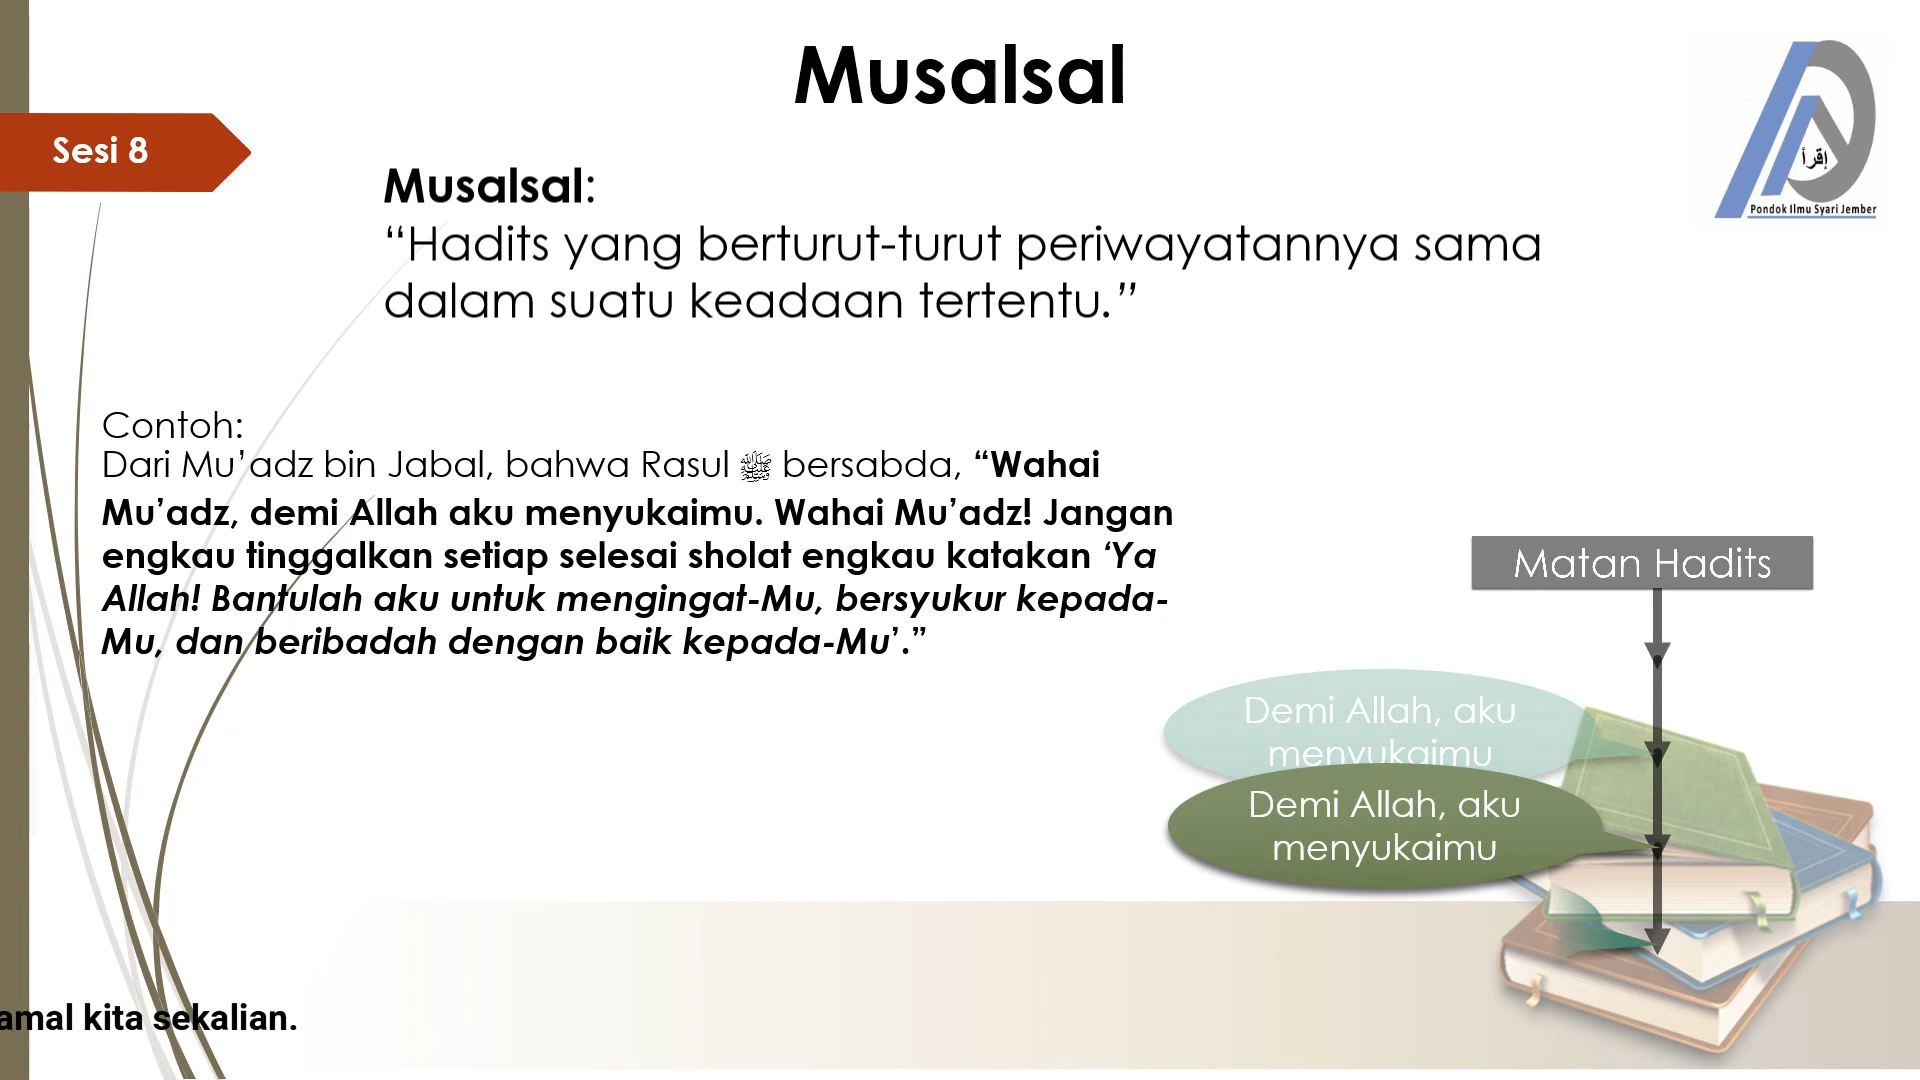 Musalsal
Sesi 8
إقرأ
Pondok Ilmu Syari Jember
Musalsal:
“Hadits yang berturut-turut periwayatannya sama
dalam suatu keadaan tertentu.”
Contoh:
Dari Mu’adz bin Jabal, bahwa Rasul ﷺ bersabda, “Wahai
Mu’adz, demi Allah aku menyukaimu. Wahai Mu’adz! Jangan
engkau tinggalkan setiap selesai sholat engkau katakan ‘Ya
Allah! Bantulah aku untuk mengingat-Mu, bersyukur kepada-
Mu, dan beribadah dengan baik kepada-Mu’.”
Matan Hadits
Demi Allah, aku
menyukaimu
Demi Allah, aku
menyukaimu
amal kita sekalian.